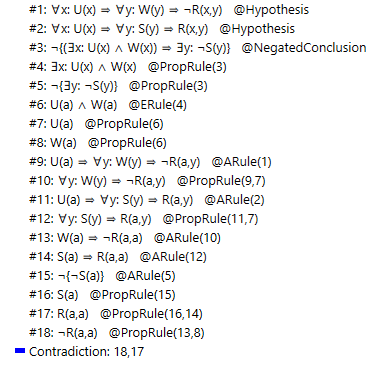 #1: ∀x: U(x) ⇒ ∀y: W(y) ⇒ ¬R(x,y) @Hypothesis
#2: ∀x: U(x) ⇒ ∀y: S(y) ⇒ R(x,y) @Hypothesis
#3: ¬{(∃x: U(x) ∧ W(x)) ⇒ ∃y: ¬S(y)} @NegatedConclusion
#4: ∃x: U(x) ∧ W(x) @PropRule(3)
#5: ¬{∃y: ¬S(y)} @PropRule(3)
#6: U(a) ∧ W(a) @ERule(4)
#7: U(a) @PropRule(6)
#8: W(a) @PropRule(6)
#9: U(a) ⇒ ∀y: W(y) ⇒ ¬R(a,y) @ARule(1)
#10: ∀y: W(y) ⇒ ¬R(a,y) @PropRule(9,7)
#11: U(a) ⇒ ∀y: S(y) ⇒ R(a,y) @ARule(2)
#12: ∀y: S(y) ⇒ R(a,y) @PropRule(11,7)
#13: W(a) ⇒ ¬R(a,a) @ARule(10)
#14: S(a) ⇒ R(a,a) @ARule(12)
#15: ¬{¬S(a)} @ARule(5)
#16: S(a) @PropRule(15)
#17: R(a,a) @PropRule(16,14)
#18: ¬R(a,a) @PropRule(13,8)
Contradiction: 18,17